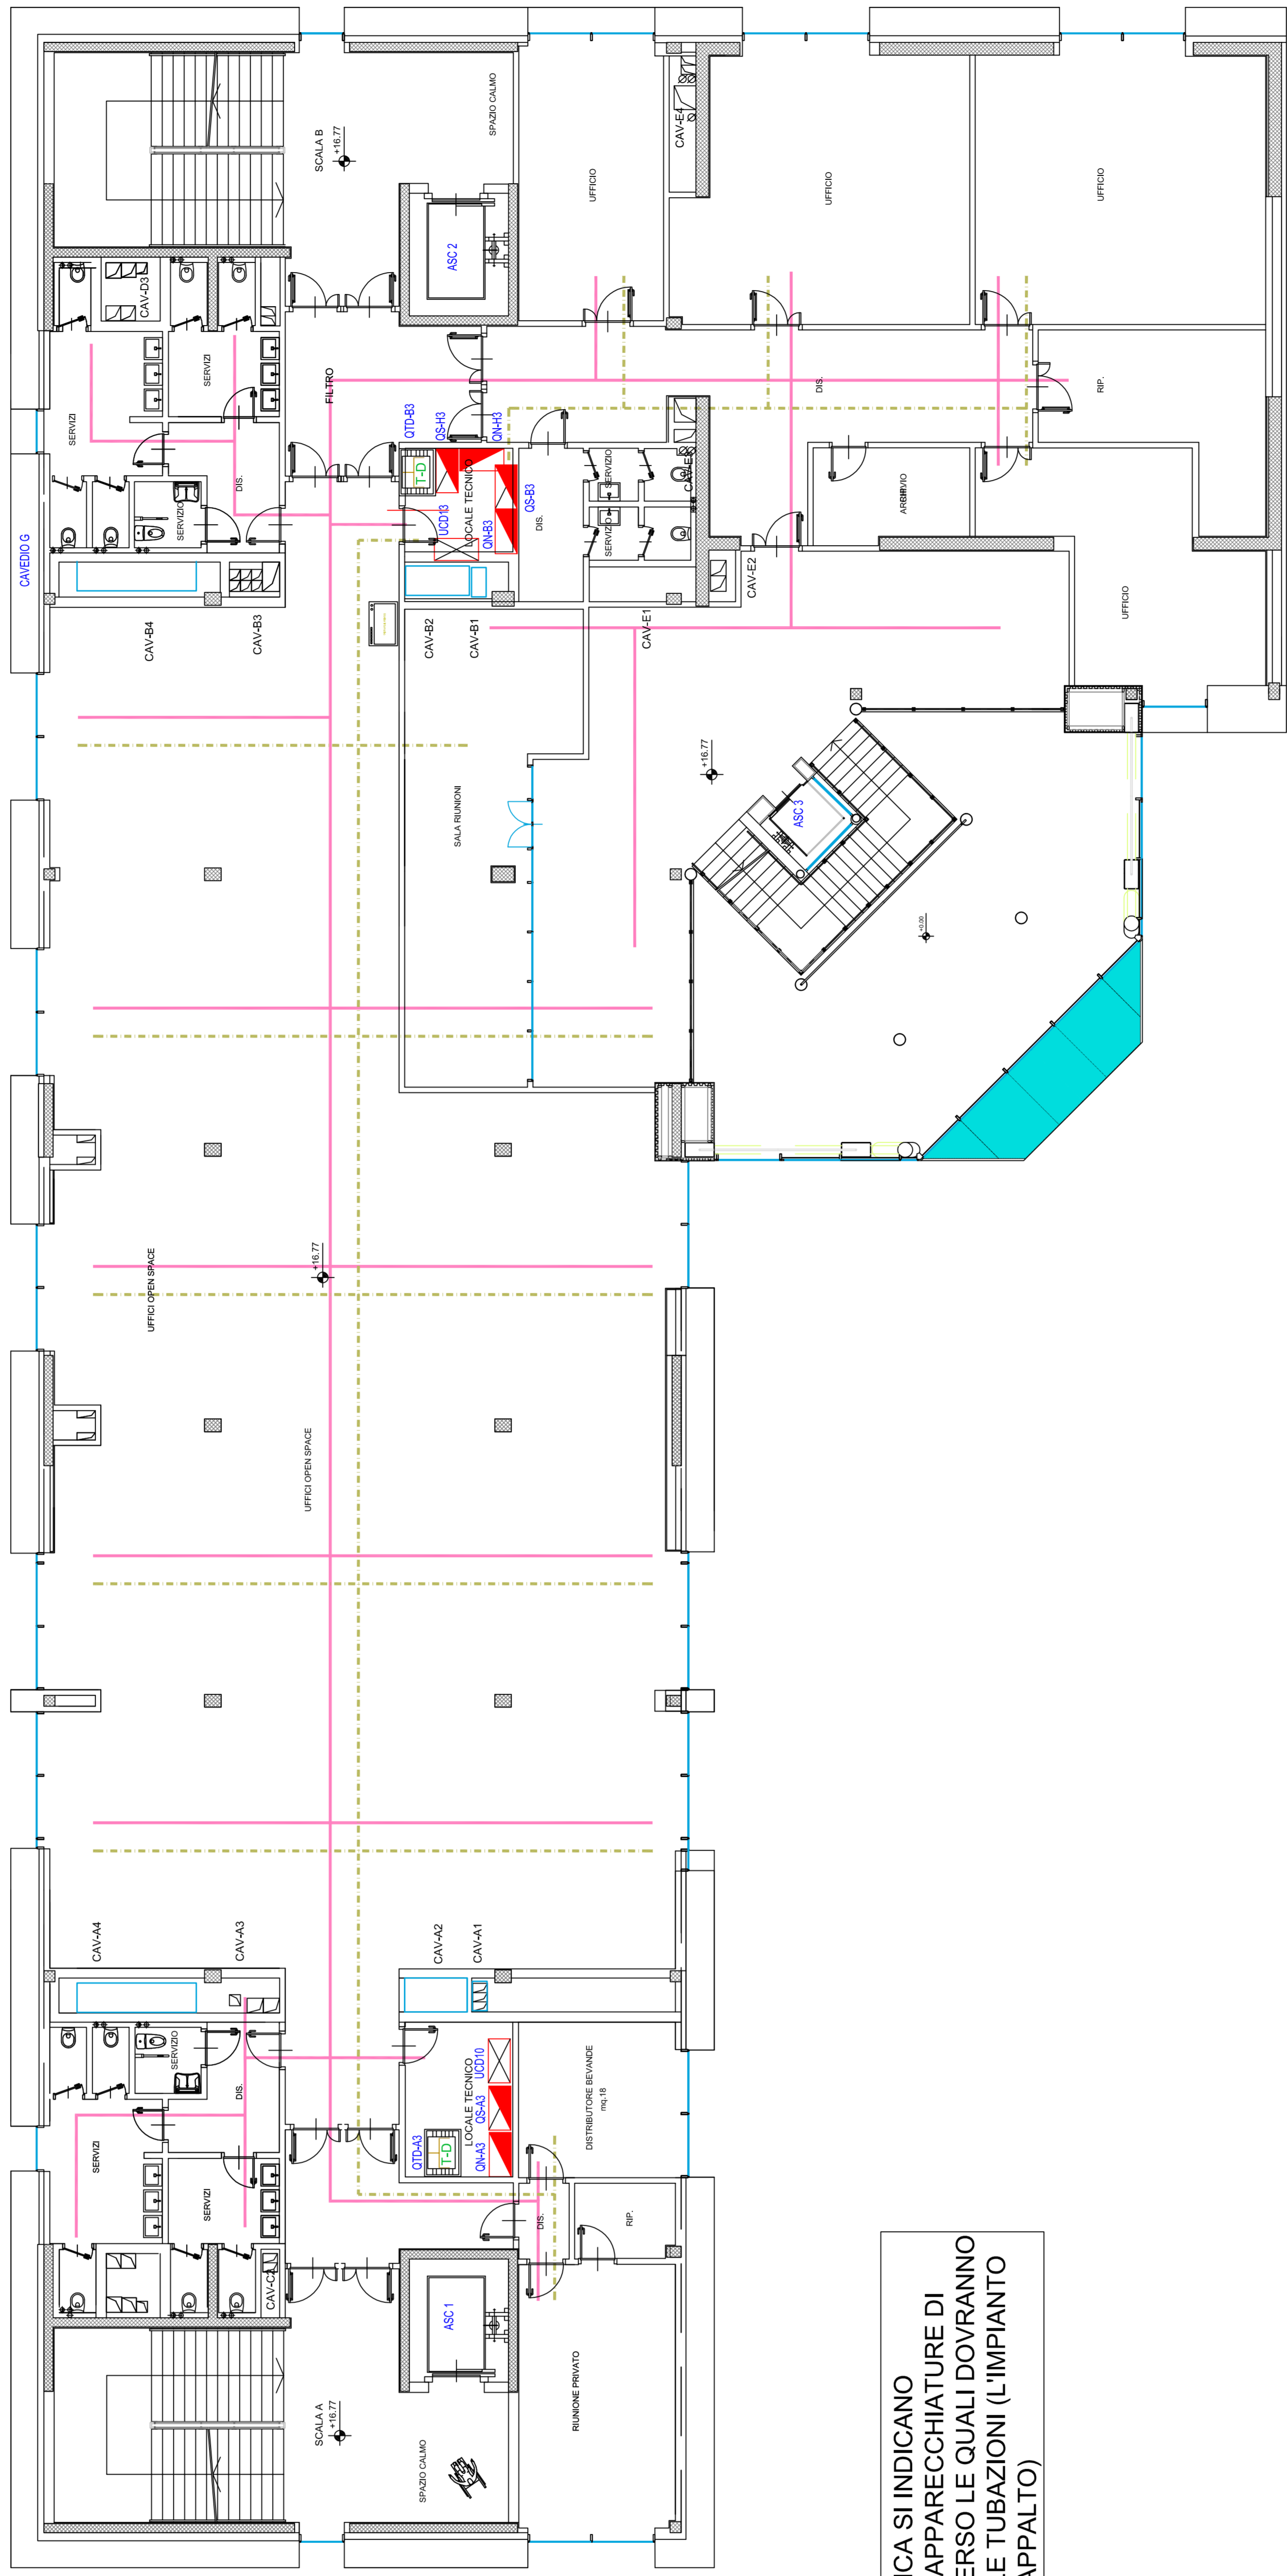 CAVEDIO G
SCALA B
+16.77
SPAZIO CALMO
UFFICIO
CAV-E4
UFFICIO
UFFICIO
ASC 2
CAV-D3
SERVIZI
SERVIZI
FILTRO
QTD-B3
QS-H3
QN-H3
DIS.
RIP.
DIS.
SERVIZIO
T-D
UCD13
LOCALE TECNICO
QN-B3
QS-B3
DIS.
SERVIZIO
SERVIZIO
CAV-B4
CAV-B3
CAV-B2
CAV-B1
CAV-E1
CAV-E2
UFFICIO
SALA RIUNIONI
+16.77
ASC 3
+0.00
UFFICI OPEN SPACE
+16.77
UFFICI OPEN SPACE
CAV-A4
CAV-A3
CAV-A2
CAV-A1
SERVIZIO
DIS.
SERVIZI
SERVIZI
LOCALE TECNICO
UCD10
QS-A3
QN-A3
QTD-A3
T-D
DISTRIBUTORE BEVANDE
mq.18
DIS.
RIP.
CAV-C2
ASC 1
SCALA A
+16.77
SPAZIO CALMO
RIUNIONE PRIVATO
ICA SI INDICANO
APPARECCHIATURE DI
ERSO LE QUALI DOVRANNO
E TUBAZIONI (L'IMPIANTO
APPALTO)